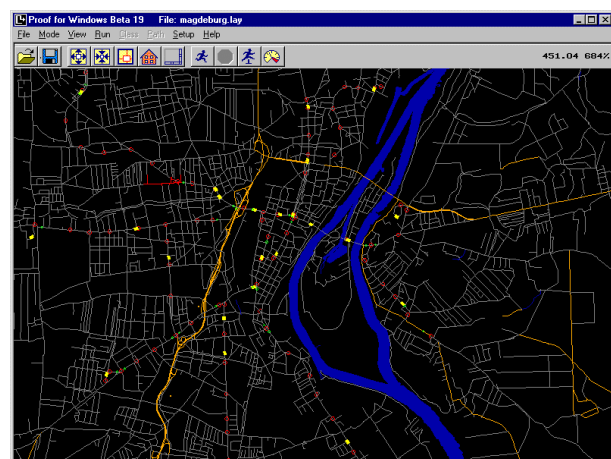 Proof for Windows Beta 19    File: magdeburg.lay
File Mode View Run Class Path Setup Help
451.04 684%